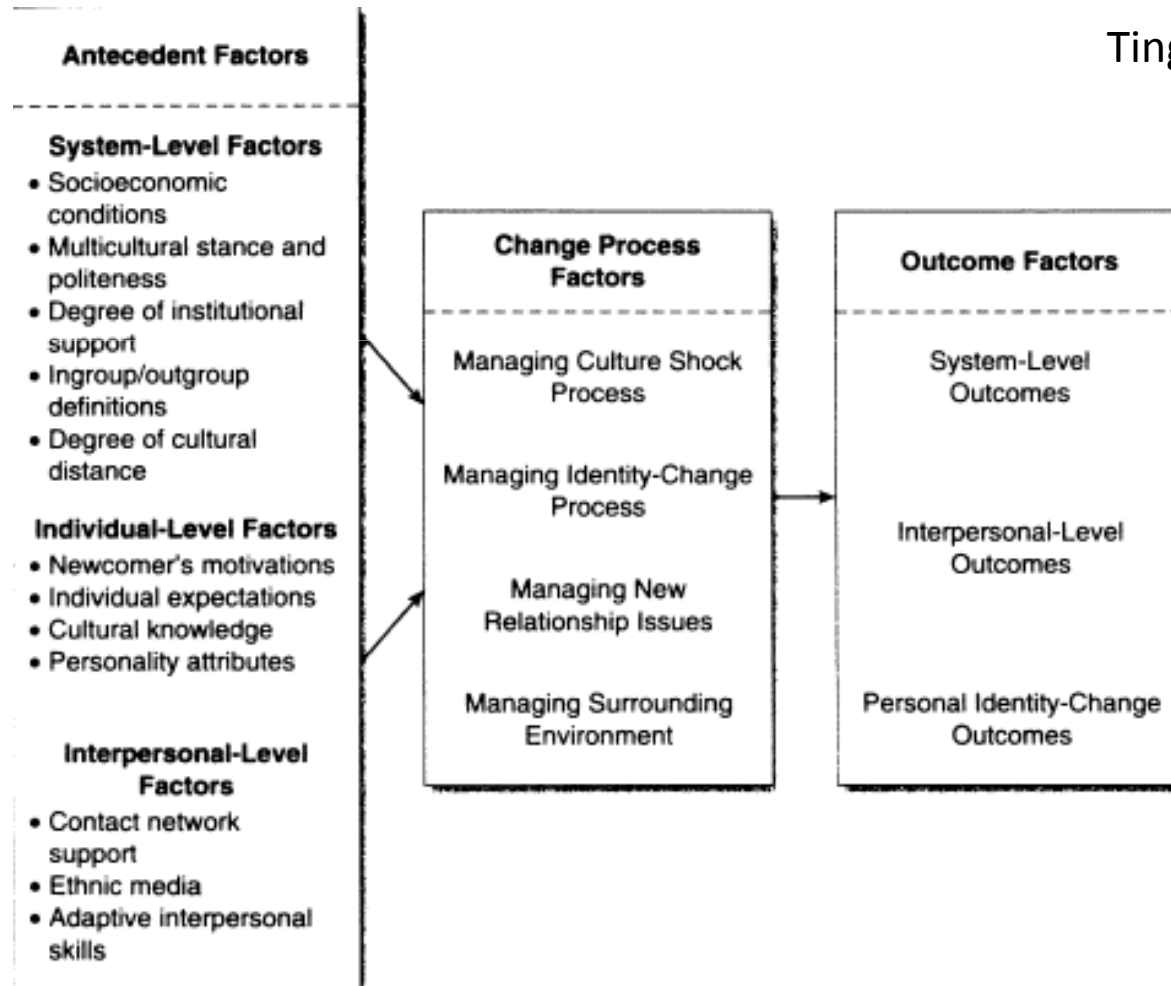 Ting
Antecedent Factors
System-Level Factors
• Socioeconomic
conditions
• Multicultural stance and
politeness
• Degree of institutional
support
• Ingroup/outgroup
definitions
• Degree of cultural
distance
Individual-Level Factors
• Newcomer's motivations
• Individual expectations
• Cultural knowledge
• Personality attributes
Interpersonal-Level
Factors
• Contact network
support
• Ethnic media
• Adaptive interpersonal
skills
Change Process
Factors
Managing Culture Shock
Process
Managing Identity-Change
Process
Managing New
Relationship Issues
Managing Surrounding
Environment
Outcome Factors
System-Level
Outcomes
Interpersonal-Level
Outcomes
Personal Identity-Change
Outcomes